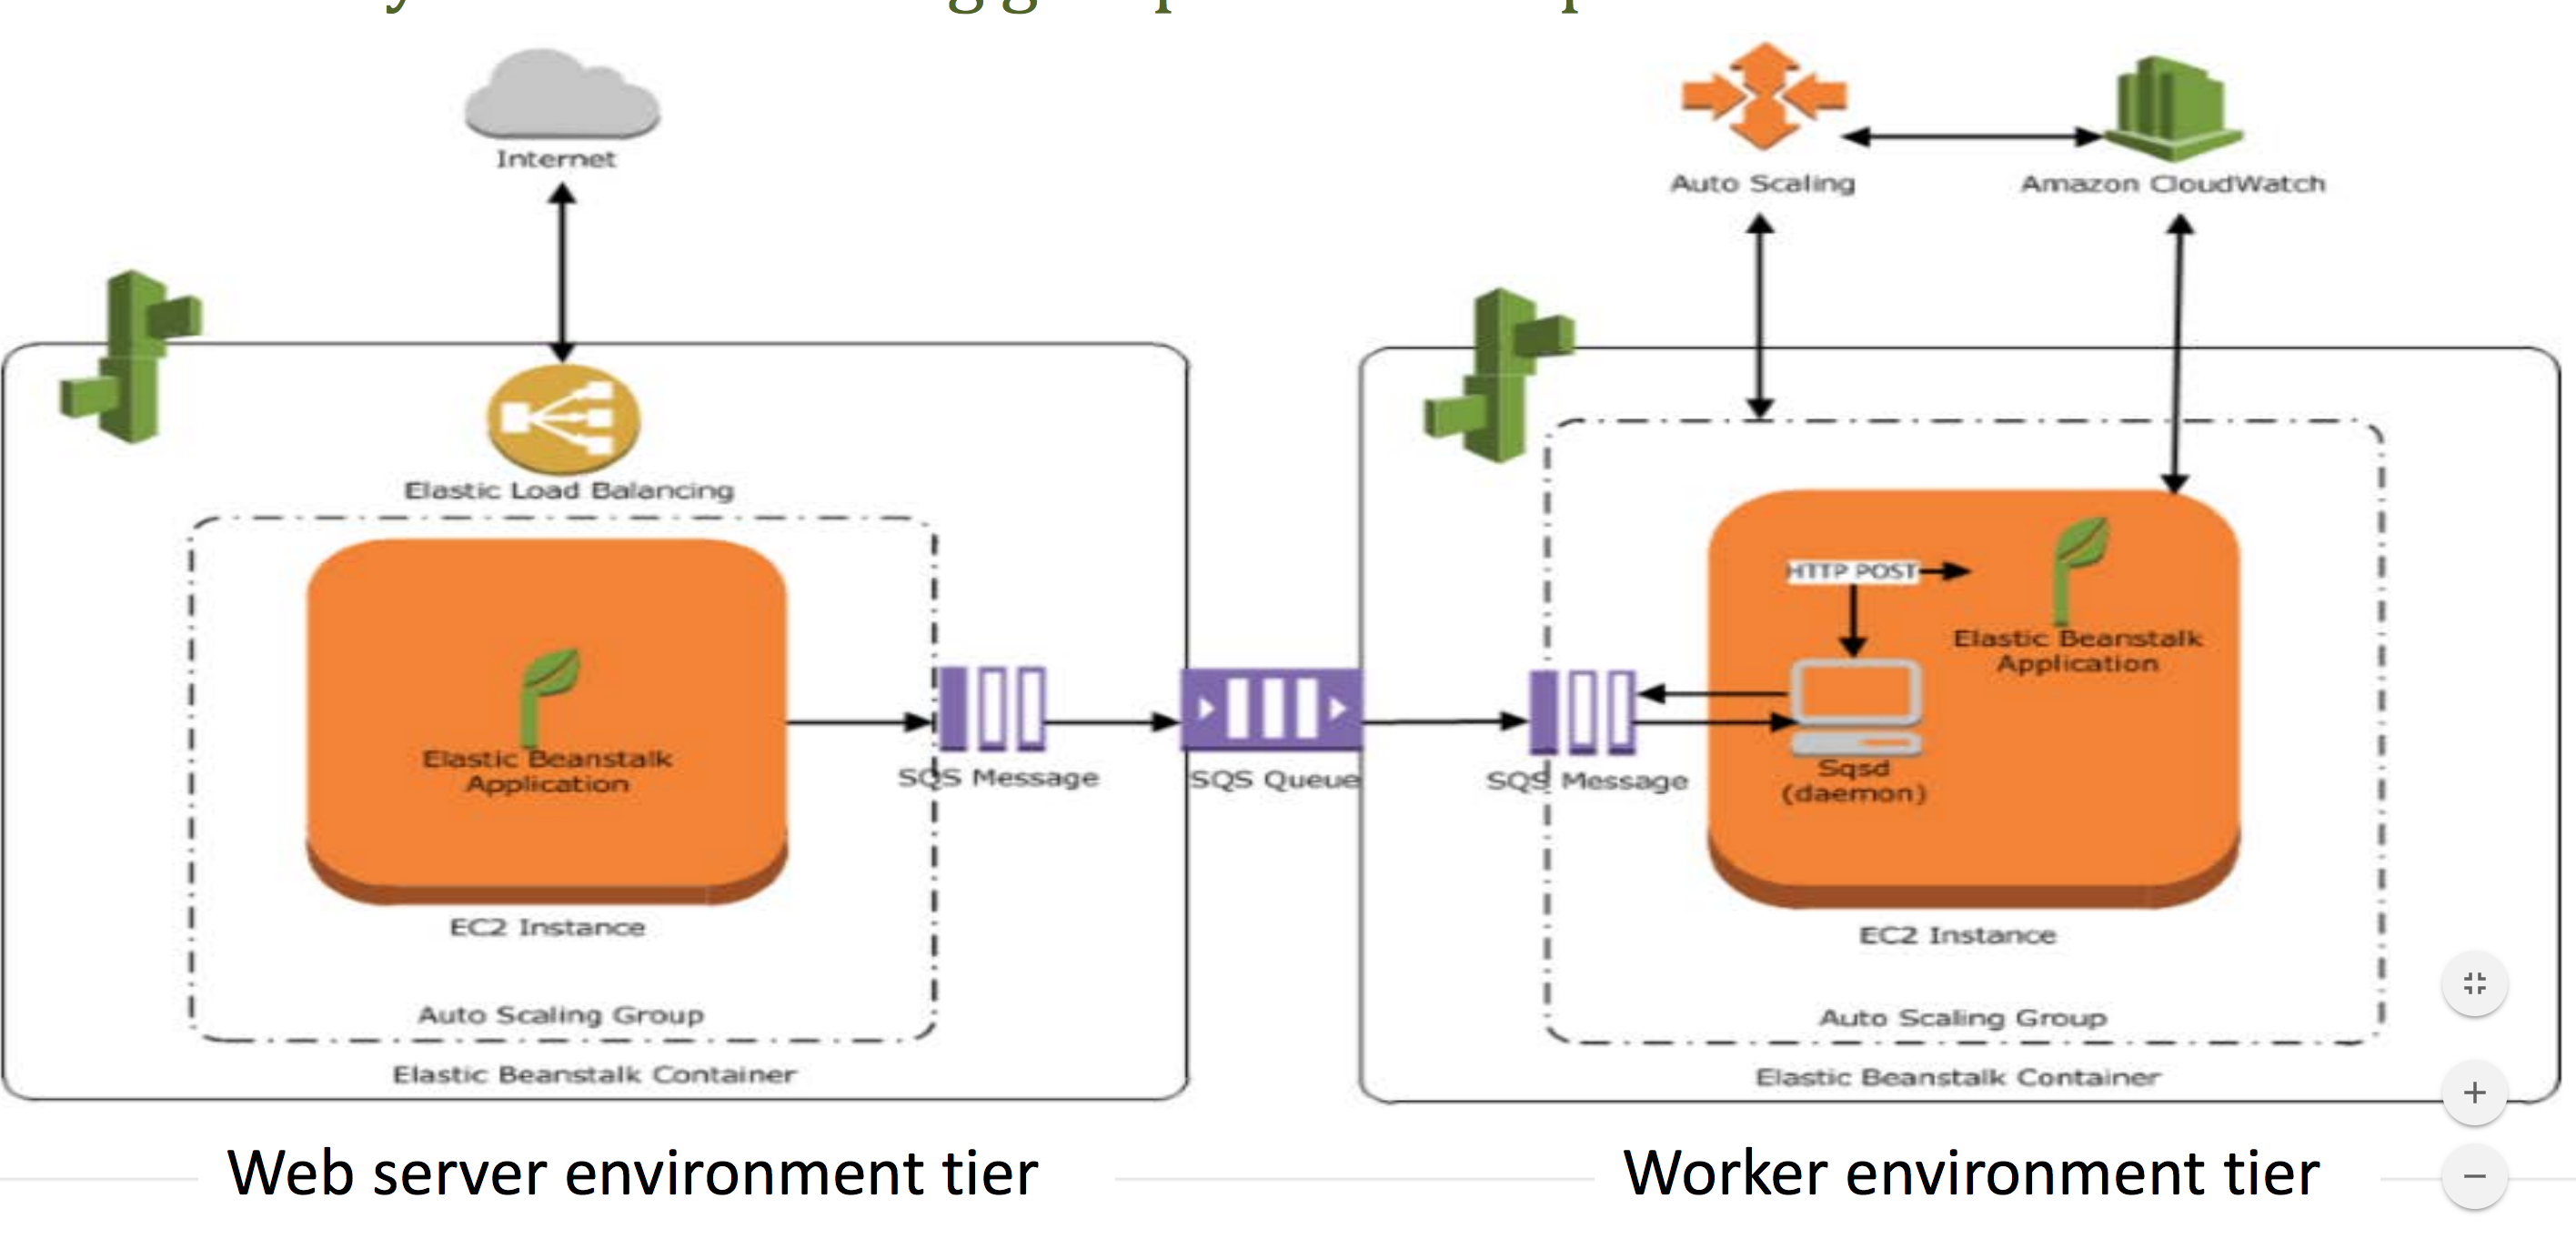 Internet
Auto Scaling
Amazon CloudWatch
Elastic Load Balancing
Elastic Beanstalk
Application
EC2 Instance
Auto Scaling Group
Elastic Beanstalk Container
SQS Message
SQS Queue
SQS Message
HTTP POST
Elastic Beanstalk
Application
Sqsd
(daemon)
EC2 Instance
Auto Scaling Group
Elastic Beanstalk Container
Web server environment tier
Worker environment tier